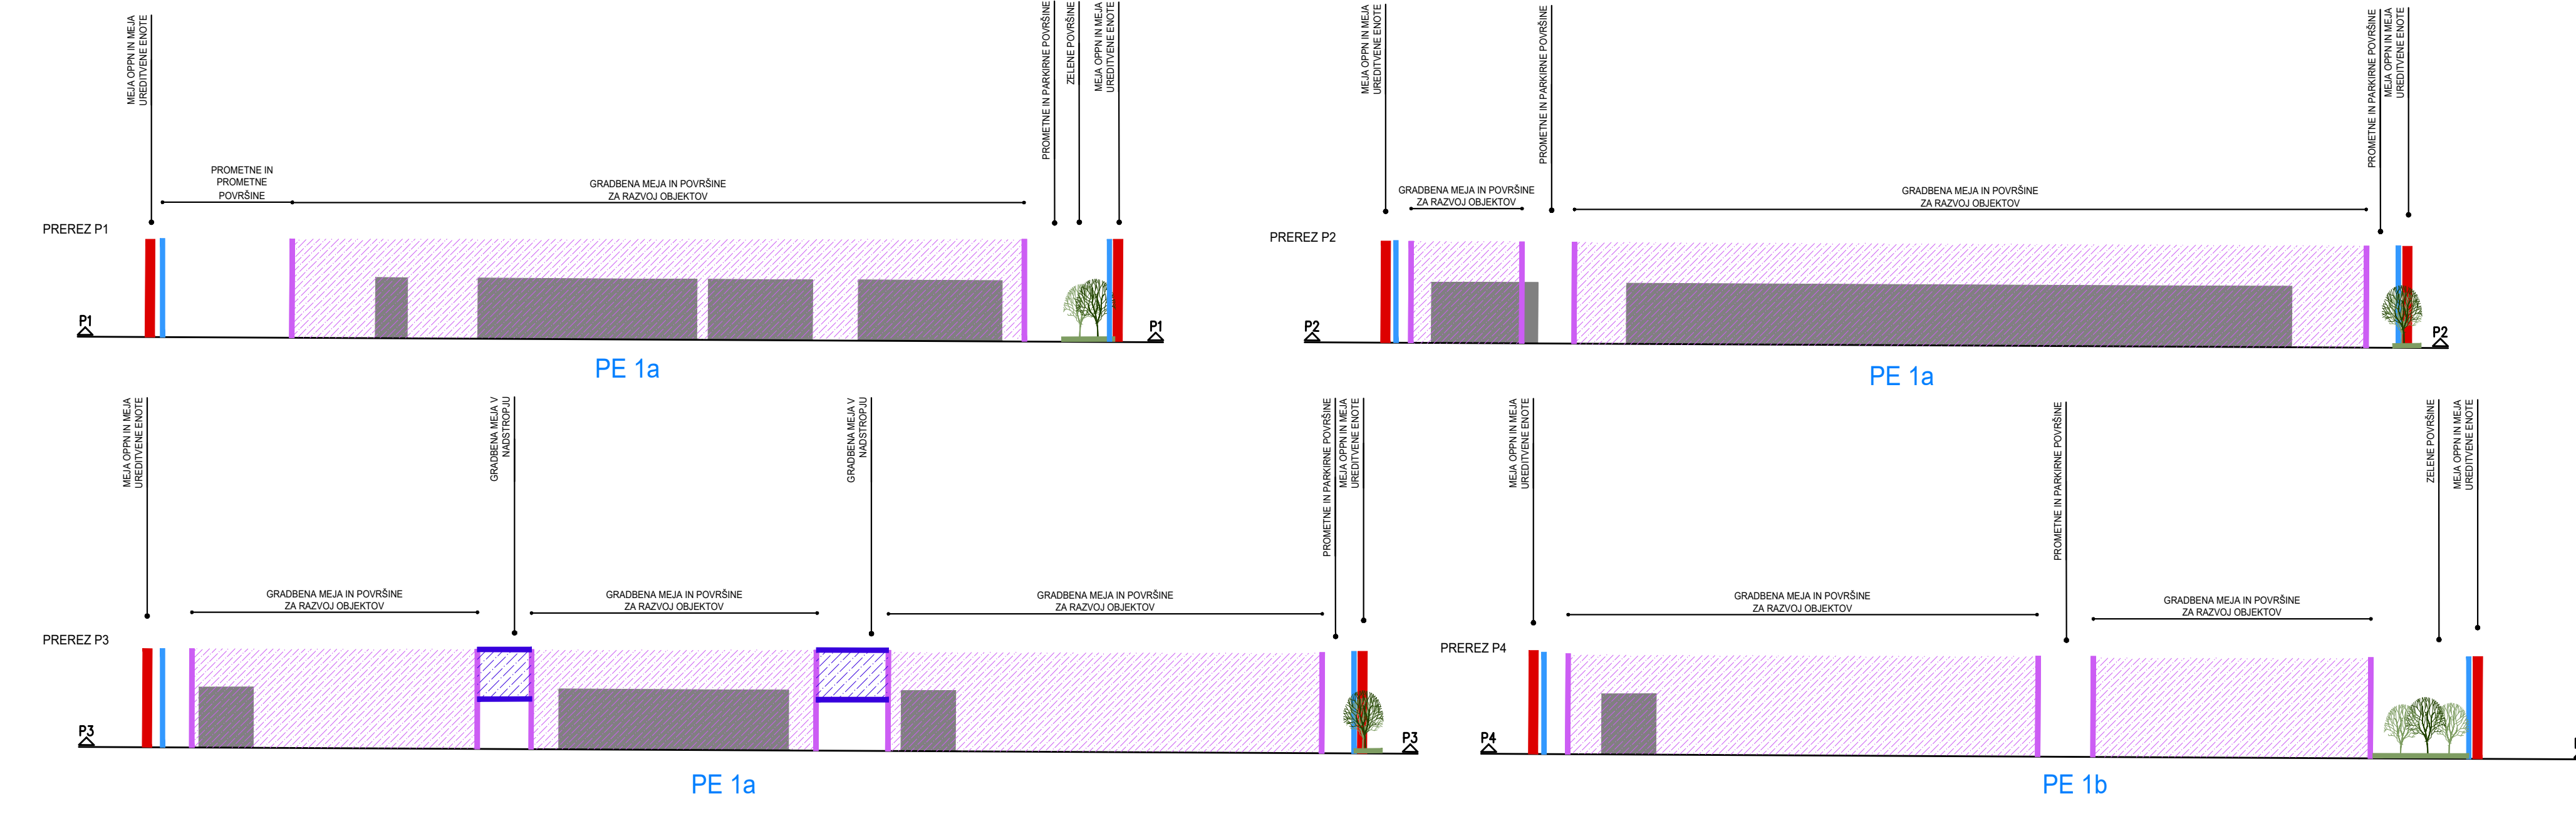 MEJA OPPN IN MEJA
UREDITVENE ENOTE
PROMETNE IN
PROMETNE
POVRŠINE
GRADBENA MEJA IN POVRŠINE
ZA RAZVOJ OBJEKTOV
PROMETNE IN PARKIRNE POVRŠINE
ZELENE POVRŠINE
MEJA OPPN IN MEJA
UREDITVENE ENOTE
PREREZ P1
P1
P1
PE 1a
MEJA OPPN IN MEJA
UREDITVENE ENOTE
GRADBENA MEJA IN POVRŠINE
ZA RAZVOJ OBJEKTOV
PROMETNE IN PARKIRNE POVRŠINE
GRADBENA MEJA IN POVRŠINE
ZA RAZVOJ OBJEKTOV
PROMETNE IN PARKIRNE POVRŠINE
MEJA OPPN IN MEJA
UREDITVENE ENOTE
PREREZ P2
P2
P2
PE 1a
MEJA OPPN IN MEJA
UREDITVENE ENOTE
GRADBENA MEJA IN POVRŠINE
ZA RAZVOJ OBJEKTOV
GRADBENA MEJA V
NADSTROPJU
GRADBENA MEJA IN POVRŠINE
ZA RAZVOJ OBJEKTOV
GRADBENA MEJA V
NADSTROPJU
GRADBENA MEJA IN POVRŠINE
ZA RAZVOJ OBJEKTOV
PROMETNE IN PARKIRNE POVRŠINE
MEJA OPPN IN MEJA
UREDITVENE ENOTE
PREREZ P3
P3
P3
PE 1a
MEJA OPPN IN MEJA
UREDITVENE ENOTE
GRADBENA MEJA IN POVRŠINE
ZA RAZVOJ OBJEKTOV
PROMETNE IN PARKIRNE POVRŠINE
GRADBENA MEJA IN POVRŠINE
ZA RAZVOJ OBJEKTOV
ZELENE POVRŠINE
MEJA OPPN IN MEJA
UREDITVENE ENOTE
PREREZ P4
P4
PE 1b